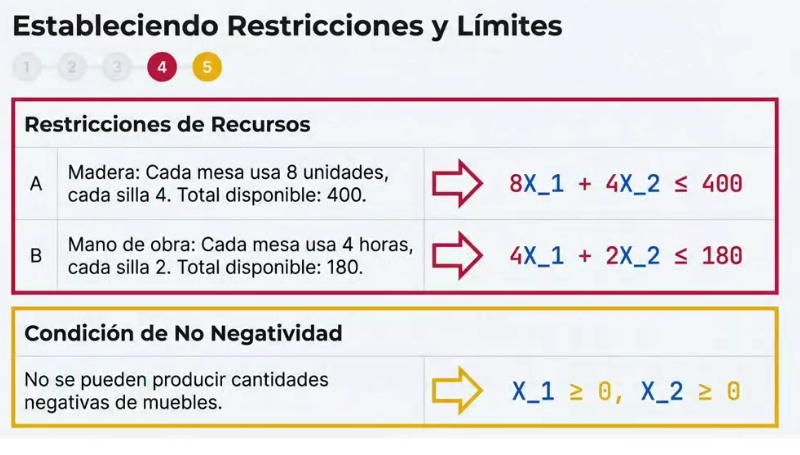 Estableciendo Restricciones y Límites
1 2 3 4 5
Restricciones de Recursos
A
Madera: Cada mesa usa 8 unidades,
cada silla 4. Total disponible: 400.
8X_1 + 4X_2 ≤ 400
B
Mano de obra: Cada mesa usa 4 horas,
cada silla 2. Total disponible: 180.
4X_1 + 2X_2 ≤ 180
Condición de No Negatividad
No se pueden producir cantidades
negativas de muebles.
X_1 ≥ 0, X_2 ≥ 0